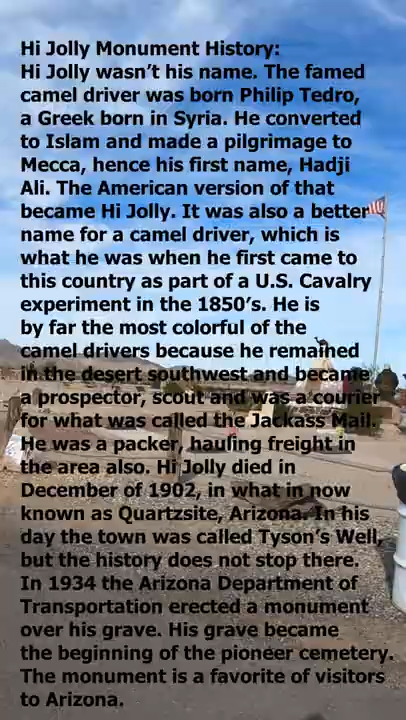 Hi Jolly Monument History:
Hi Jolly wasn't his name. The famed
camel driver was born Philip Tedro,
a Greek born in Syria. He converted
to Islam and made a pilgrimage to
Mecca, hence his first name, Hadji
Ali. The American version of that
became Hi Jolly. It was also a better
name for a camel driver, which is
what he was when he first came to
this country as part of a U.S. Cavalry
experiment in the 1850's. He is
by far the most colorful of the
camel drivers because he remained
in the desert southwest and became
a prospector, scout and was a courier
for what was called the Jackass Mail.
He was a packer, hauling freight in
the area also. Hi Jolly died in
December of 1902, in what in now
known as Quartzsite, Arizona. In his
day the town was called Tyson's Well,
but the history does not stop there.
In 1934 the Arizona Department of
Transportation erected a monument
over his grave. His grave became
the beginning of the pioneer cemetery.
The monument is a favorite of visitors
to Arizona.